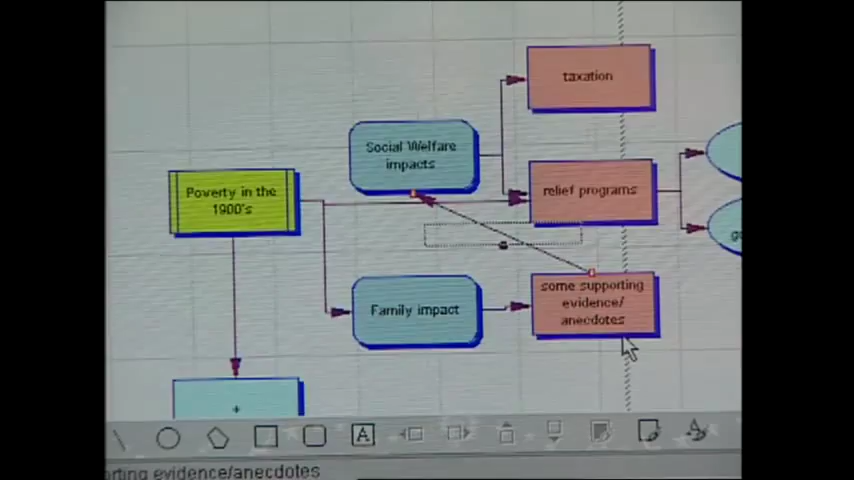 taxation
Social Welfare
impacts
Poverty in the
1900's
relief programs
Family impact
some supporting
evidence/
anecdotes
+
A
rting evidence/anecdotes